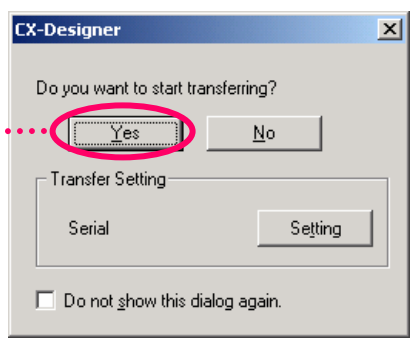 CX-Designer
Do you want to start transferring?
Yes No
Transfer Setting
Serial Setting
Do not show this dialog again.